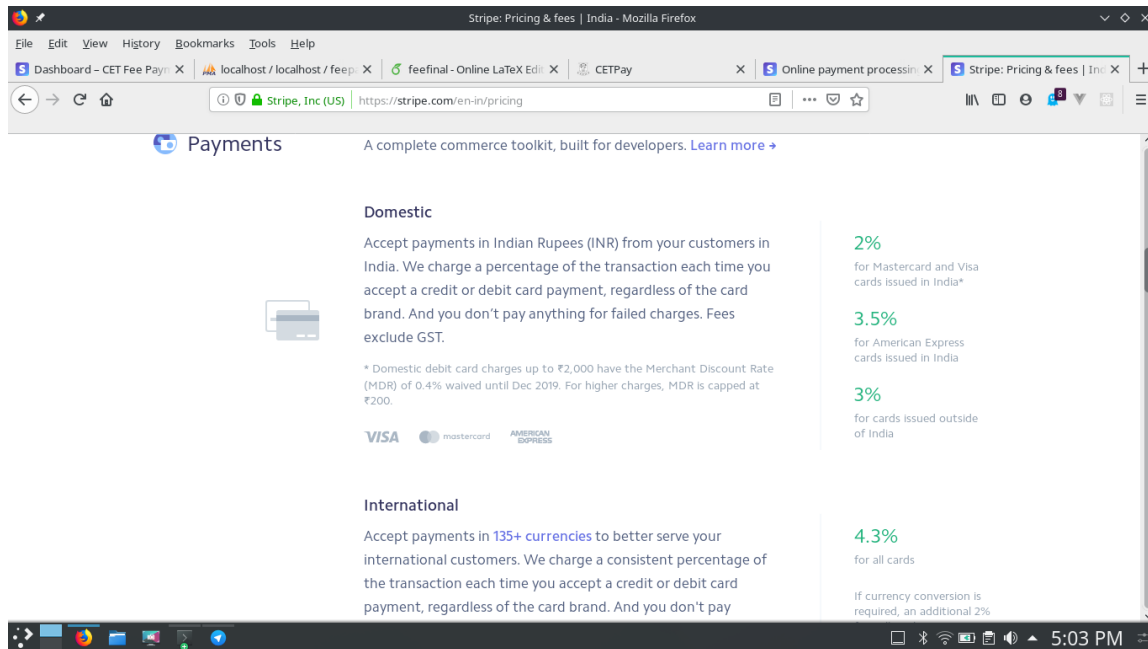 Stripe: Pricing & fees | India - Mozilla Firefox
File Edit View History Bookmarks Tools Help
Dashboard – CET Fee Paym
localhost / localhost / feep
feefinal - Online LaTeX Edit
CETPay
Online payment processing
Stripe: Pricing & fees | Ind
Stripe, Inc (US) https://stripe.com/en-in/pricing
8
Payments
A complete commerce toolkit, built for developers. Learn more →
Domestic
Accept payments in Indian Rupees (INR) from your customers in
India. We charge a percentage of the transaction each time you
accept a credit or debit card payment, regardless of the card
brand. And you don't pay anything for failed charges. Fees
exclude GST.
* Domestic debit card charges up to ₹2,000 have the Merchant Discount Rate
(MDR) of 0.4% waived until Dec 2019. For higher charges, MDR is capped at
₹200.
VISA mastercard AMERICAN EXPRESS
2%
for Mastercard and Visa
cards issued in India*
3.5%
for American Express
cards issued in India
3%
for cards issued outside
of India
International
Accept payments in 135+ currencies to better serve your
international customers. We charge a consistent percentage of
the transaction each time you accept a credit or debit card
payment, regardless of the card brand. And you don't pay
4.3%
for all cards
If currency conversion is
required, an additional 2%
5:03 PM